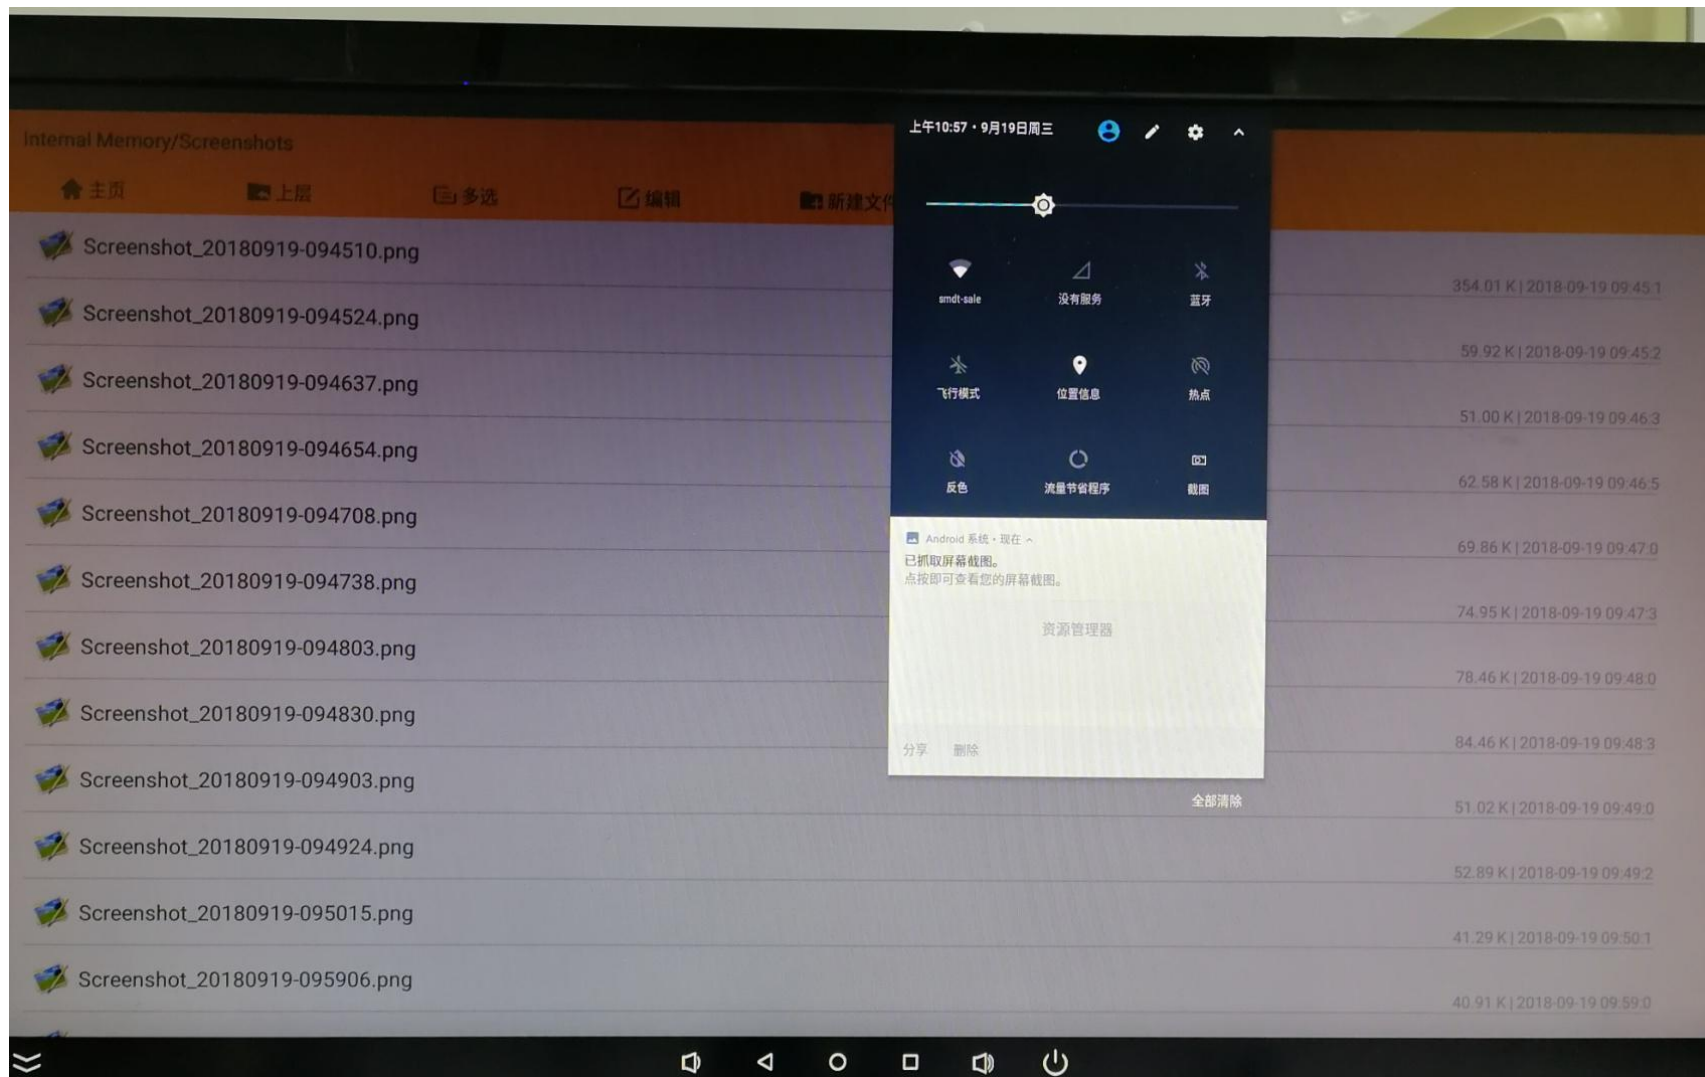 Internal Memory/Screenshots
主页 上层 多选 编辑 新建文件
上午10:57・9月19日周三
smdt-sale 没有服务 蓝牙
飞行模式 位置信息 热点
反色 流量节省程序 截图
Android 系统・现在
已抓取屏幕截图。
点按即可查看您的屏幕截图。
资源管理器
分享 删除
全部清除
Screenshot_20180919-094510.png
354.01 K | 2018-09-19 09:45:1
Screenshot_20180919-094524.png
59.92 K | 2018-09-19 09:45:2
Screenshot_20180919-094637.png
51.00 K | 2018-09-19 09:46:3
Screenshot_20180919-094654.png
62.58 K | 2018-09-19 09:46:5
Screenshot_20180919-094708.png
69.86 K | 2018-09-19 09:47:0
Screenshot_20180919-094738.png
74.95 K | 2018-09-19 09:47:3
Screenshot_20180919-094803.png
78.46 K | 2018-09-19 09:48:0
Screenshot_20180919-094830.png
84.46 K | 2018-09-19 09:48:3
Screenshot_20180919-094903.png
51.02 K | 2018-09-19 09:49:0
Screenshot_20180919-094924.png
52.89 K | 2018-09-19 09:49:2
Screenshot_20180919-095015.png
41.29 K | 2018-09-19 09:50:1
Screenshot_20180919-095906.png
40.91 K | 2018-09-19 09:59:0